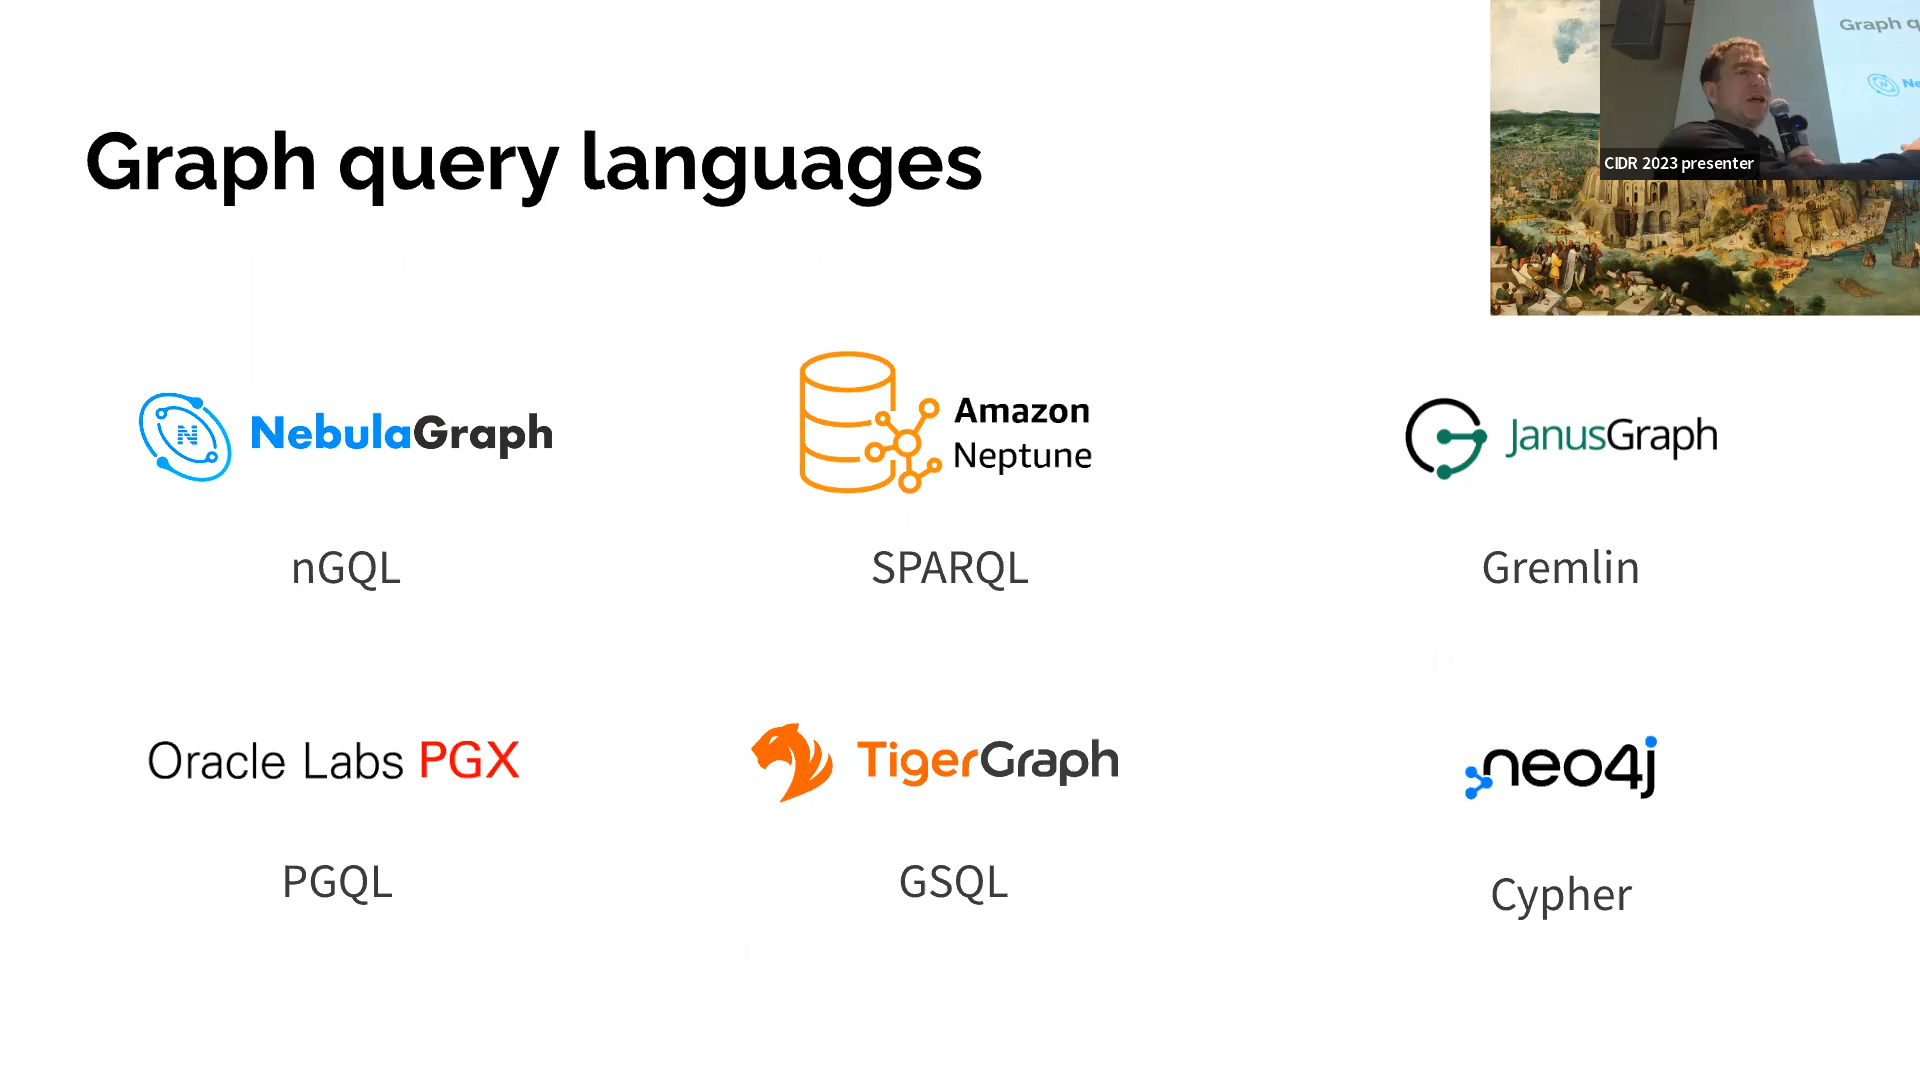 Graph q
Ne
CIDR 2023 presenter
Graph query languages
N
NebulaGraph
Amazon
Neptune
JanusGraph
nGQL
SPARQL
Gremlin
Oracle Labs PGX
TigerGraph
neo4j
PGQL
GSQL
Cypher